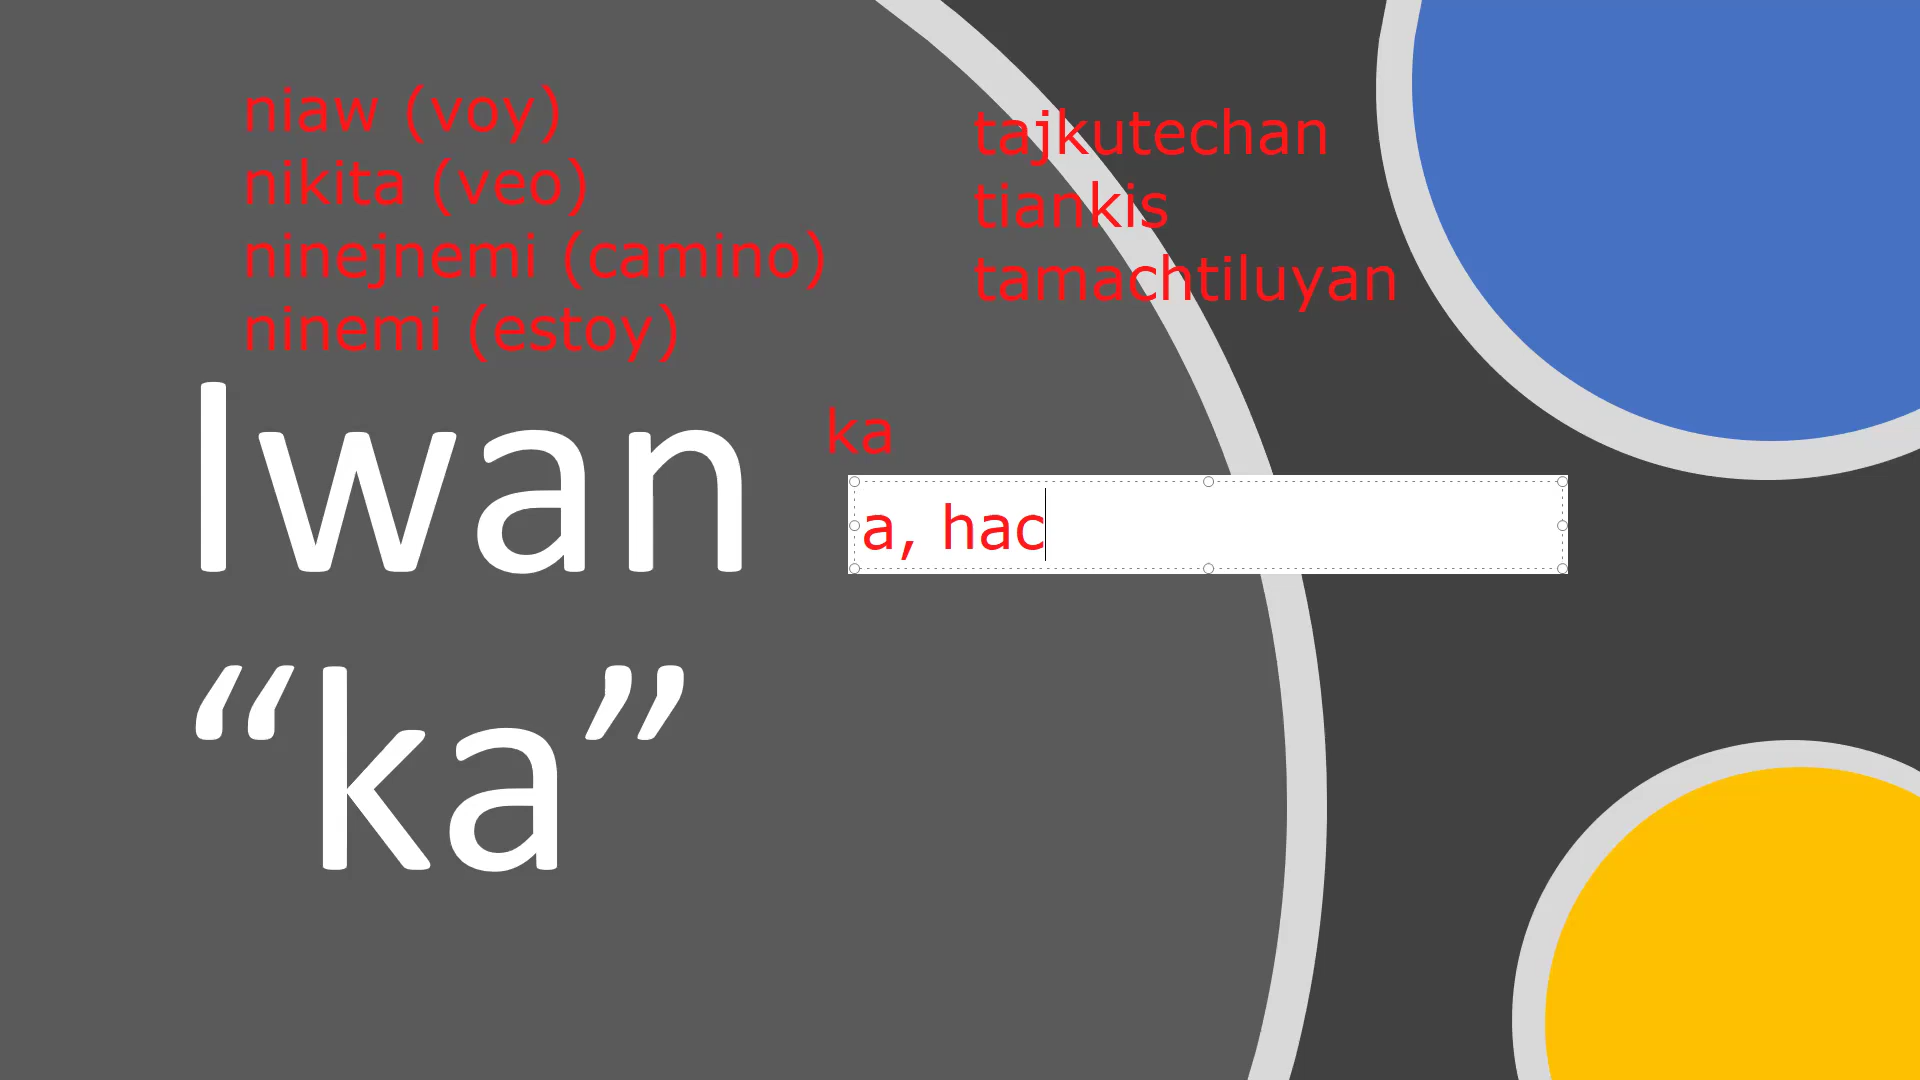 niaw (voy)
nikita (veo)
ninejnemi (camino)
ninemi (estoy)
tajkutechan
tiankis
tamachtiluyan
Iwan
ka
a, hac
“ka”